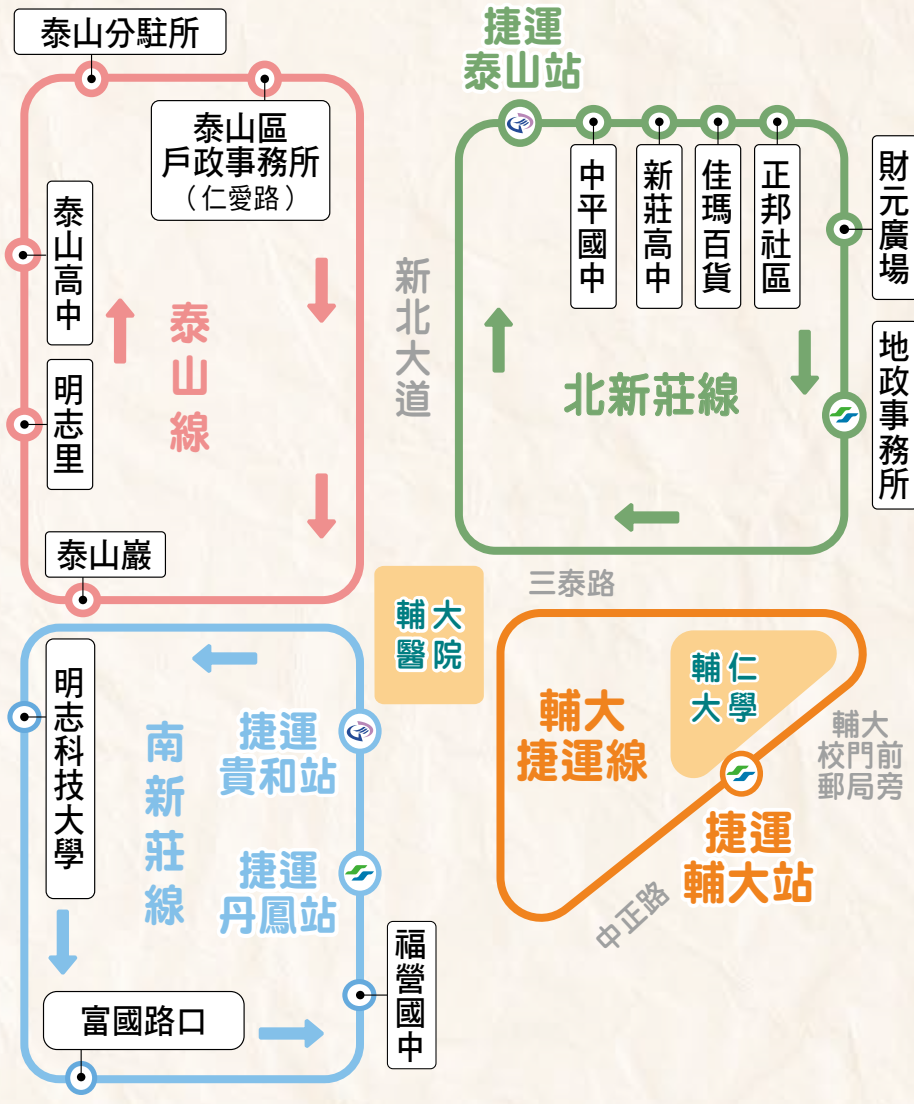 泰山分駐所
泰山區
戶政事務所
（仁愛路）
泰山高中
明志里
泰山巖
泰山線
新北大道
捷運
泰山站
中平國中
新莊高中
佳瑪百貨
正邦社區
財元廣場
地政事務所
北新莊線
三泰路
輔大
醫院
明志科技大學
南新莊線
捷運
貴和站
捷運
丹鳳站
福營國中
富國路口
輔仁
大學
輔大
捷運線
輔大
校門前
郵局旁
捷運
輔大站
中正路